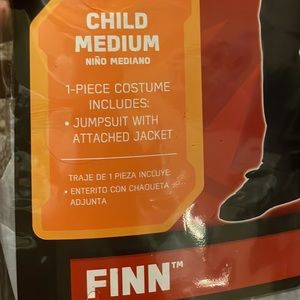 CHILD
MEDIUM
NIÑO MEDIANO
1-PIECE COSTUME
INCLUDES:
• JUMPSUIT WITH
ATTACHED JACKET
TRAJE DE 1 PIEZA INCLUYE:
• ENTERITO CON CHAQUETA
ADJUNTA
FINN™